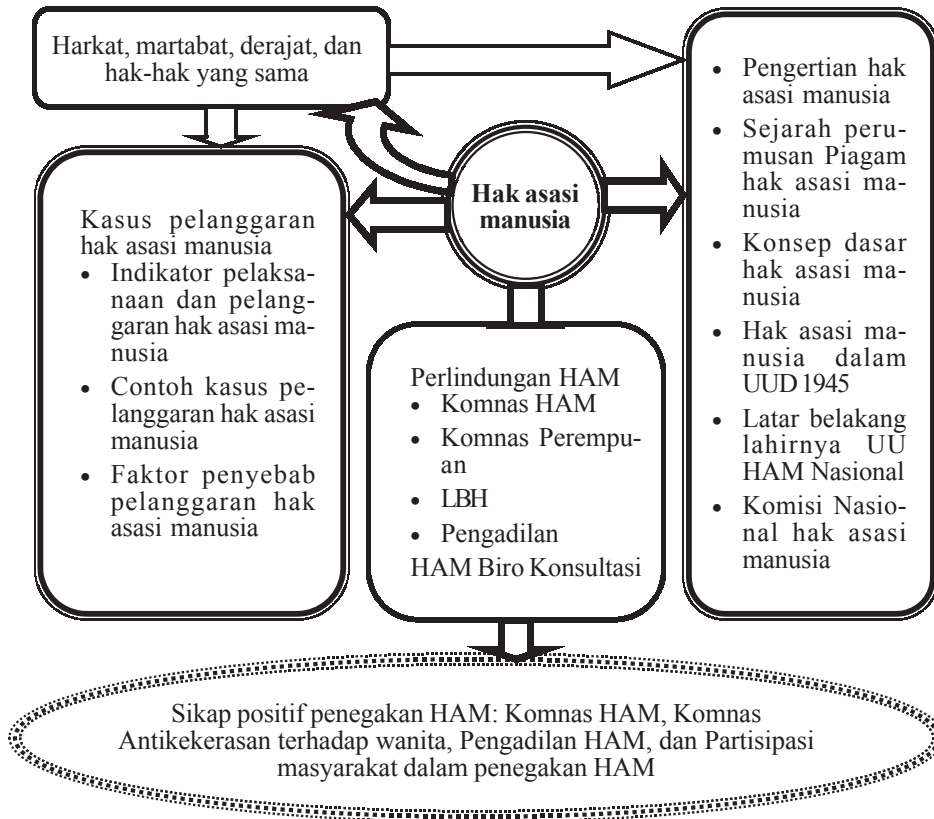 Harkat, martabat, derajat, dan
hak-hak yang sama
Hak asasi
manusia
Kasus pelanggaran
hak asasi manusia
• Indikator pelaksa-
naan dan pelang-
garan hak asasi ma-
nusia
• Contoh kasus pe-
langgaran hak asasi
manusia
• Faktor penyebab
pelanggaran hak
asasi manusia
Perlindungan HAM
• Komnas HAM
• Komnas Perempu-
an
• LBH
• Pengadilan
HAM Biro Konsultasi
• Pengertian hak
asasi manusia
• Sejarah peru-
musan Piagam
hak asasi ma-
nusia
• Konsep dasar
hak asasi ma-
nusia
• Hak asasi ma-
nusia dalam
UUD 1945
• Latar belakang
lahirnya UU
HAM Nasional
• Komisi Nasio-
nal hak asasi
manusia
Sikap positif penegakan HAM: Komnas HAM, Komnas
Antikekerasan terhadap wanita, Pengadilan HAM, dan Partisipasi
masyarakat dalam penegakan HAM